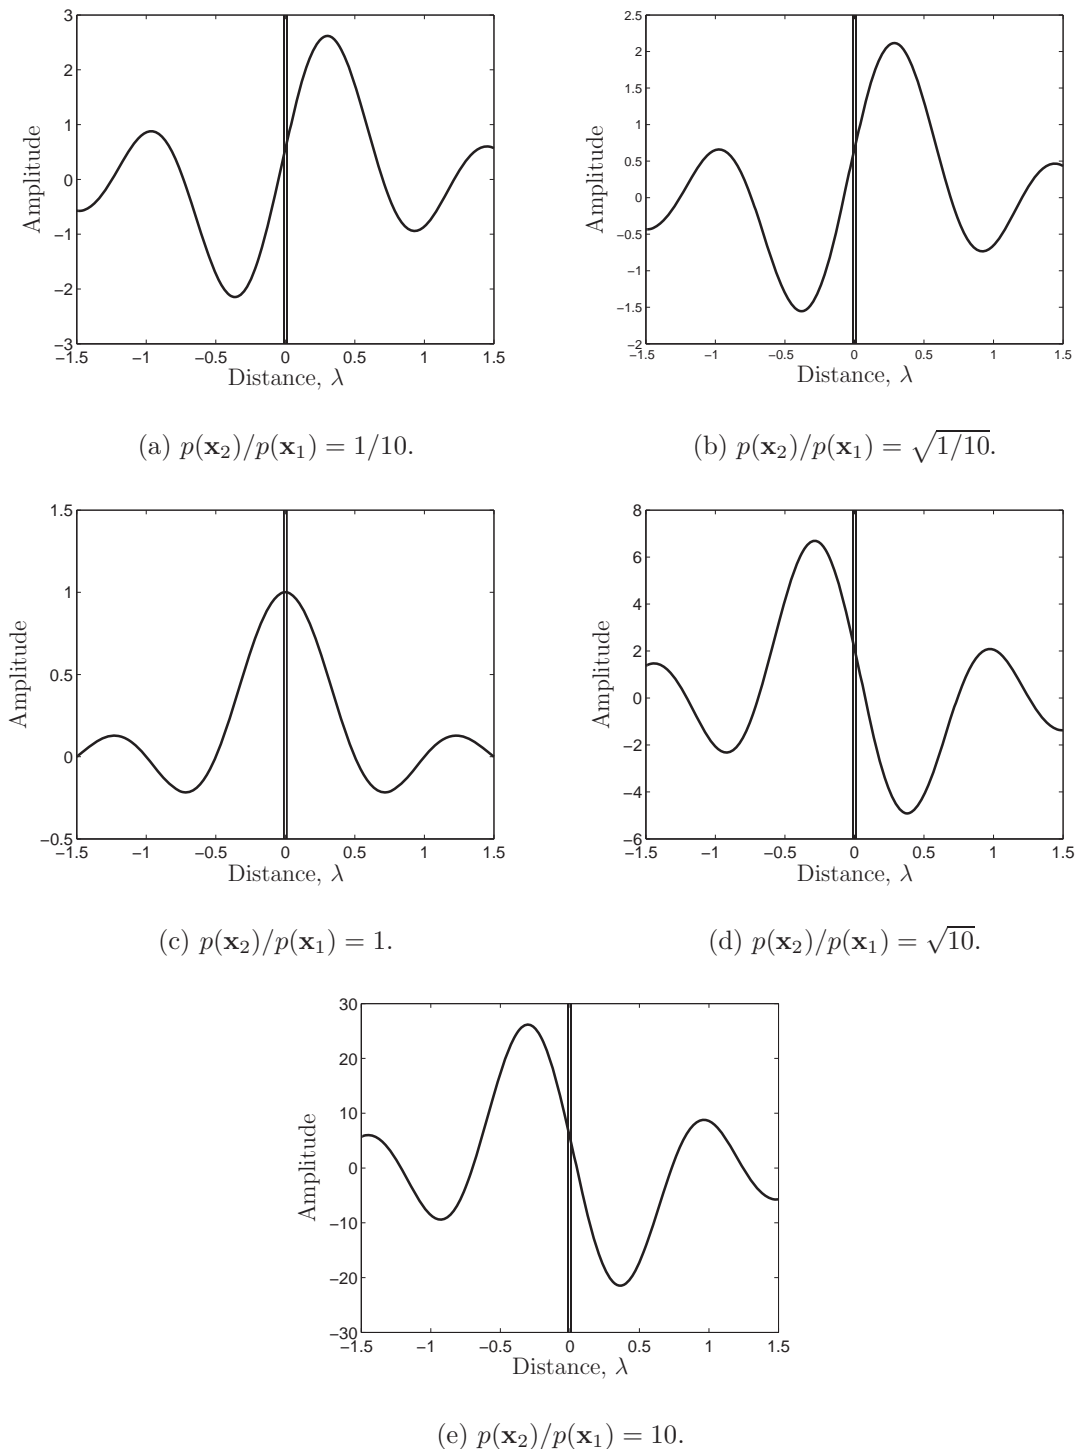 3
2
1
0
−1
−2
−3
−1.5 −1 −0.5 0 0.5 1 1.5
Amplitude
Distance, λ
(a) p(x₂)/p(x₁) = 1/10.
2.5
2
1.5
1
0.5
0
−0.5
−1
−1.5
−2
−1.5 −1 −0.5 0 0.5 1 1.5
Amplitude
Distance, λ
(b) p(x₂)/p(x₁) = √1/10.
1.5
1
0.5
0
−0.5
−1.5 −1 −0.5 0 0.5 1 1.5
Amplitude
Distance, λ
(c) p(x₂)/p(x₁) = 1.
8
6
4
2
0
−2
−4
−6
−1.5 −1 −0.5 0 0.5 1 1.5
Amplitude
Distance, λ
(d) p(x₂)/p(x₁) = √10.
30
20
10
0
−10
−20
−30
−1.5 −1 −0.5 0 0.5 1 1.5
Amplitude
Distance, λ
(e) p(x₂)/p(x₁) = 10.